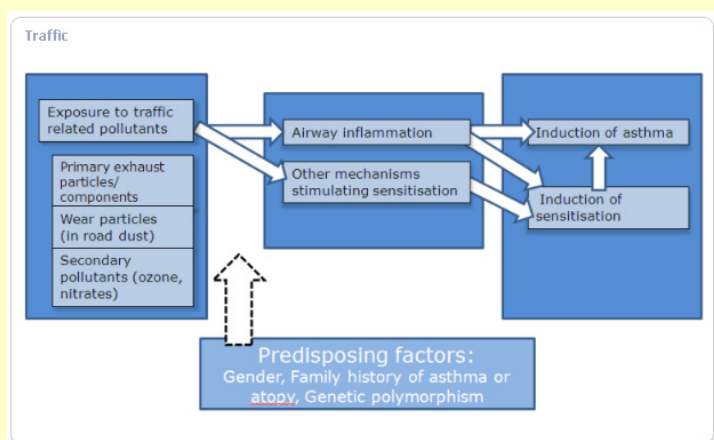 Traffic
Exposure to traffic
related pollutants
Primary exhaust
particles/
components
Wear particles
(in road dust)
Secondary
pollutants (ozone,
nitrates)
Airway inflammation
Other mechanisms
stimulating sensitisation
Induction of asthma
Induction of
sensitisation
Predisposing factors:
Gender, Family history of asthma or
atopy, Genetic polymorphism